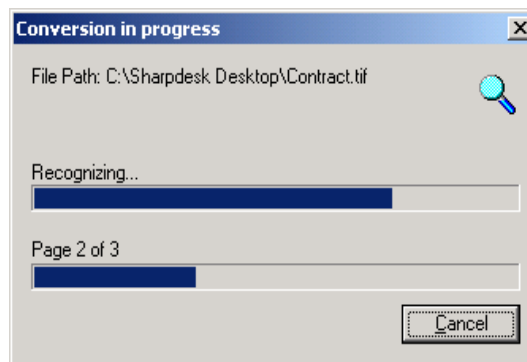 Conversion in progress
File Path: C:\Sharpdesk Desktop\Contract.tif
Recognizing...
Page 2 of 3
Cancel